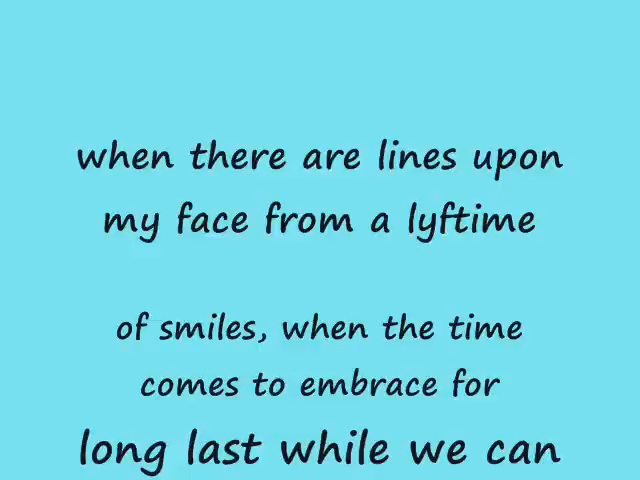 when there are lines upon
my face from a lyftime
of smiles, when the time
comes to embrace for
long last while we can